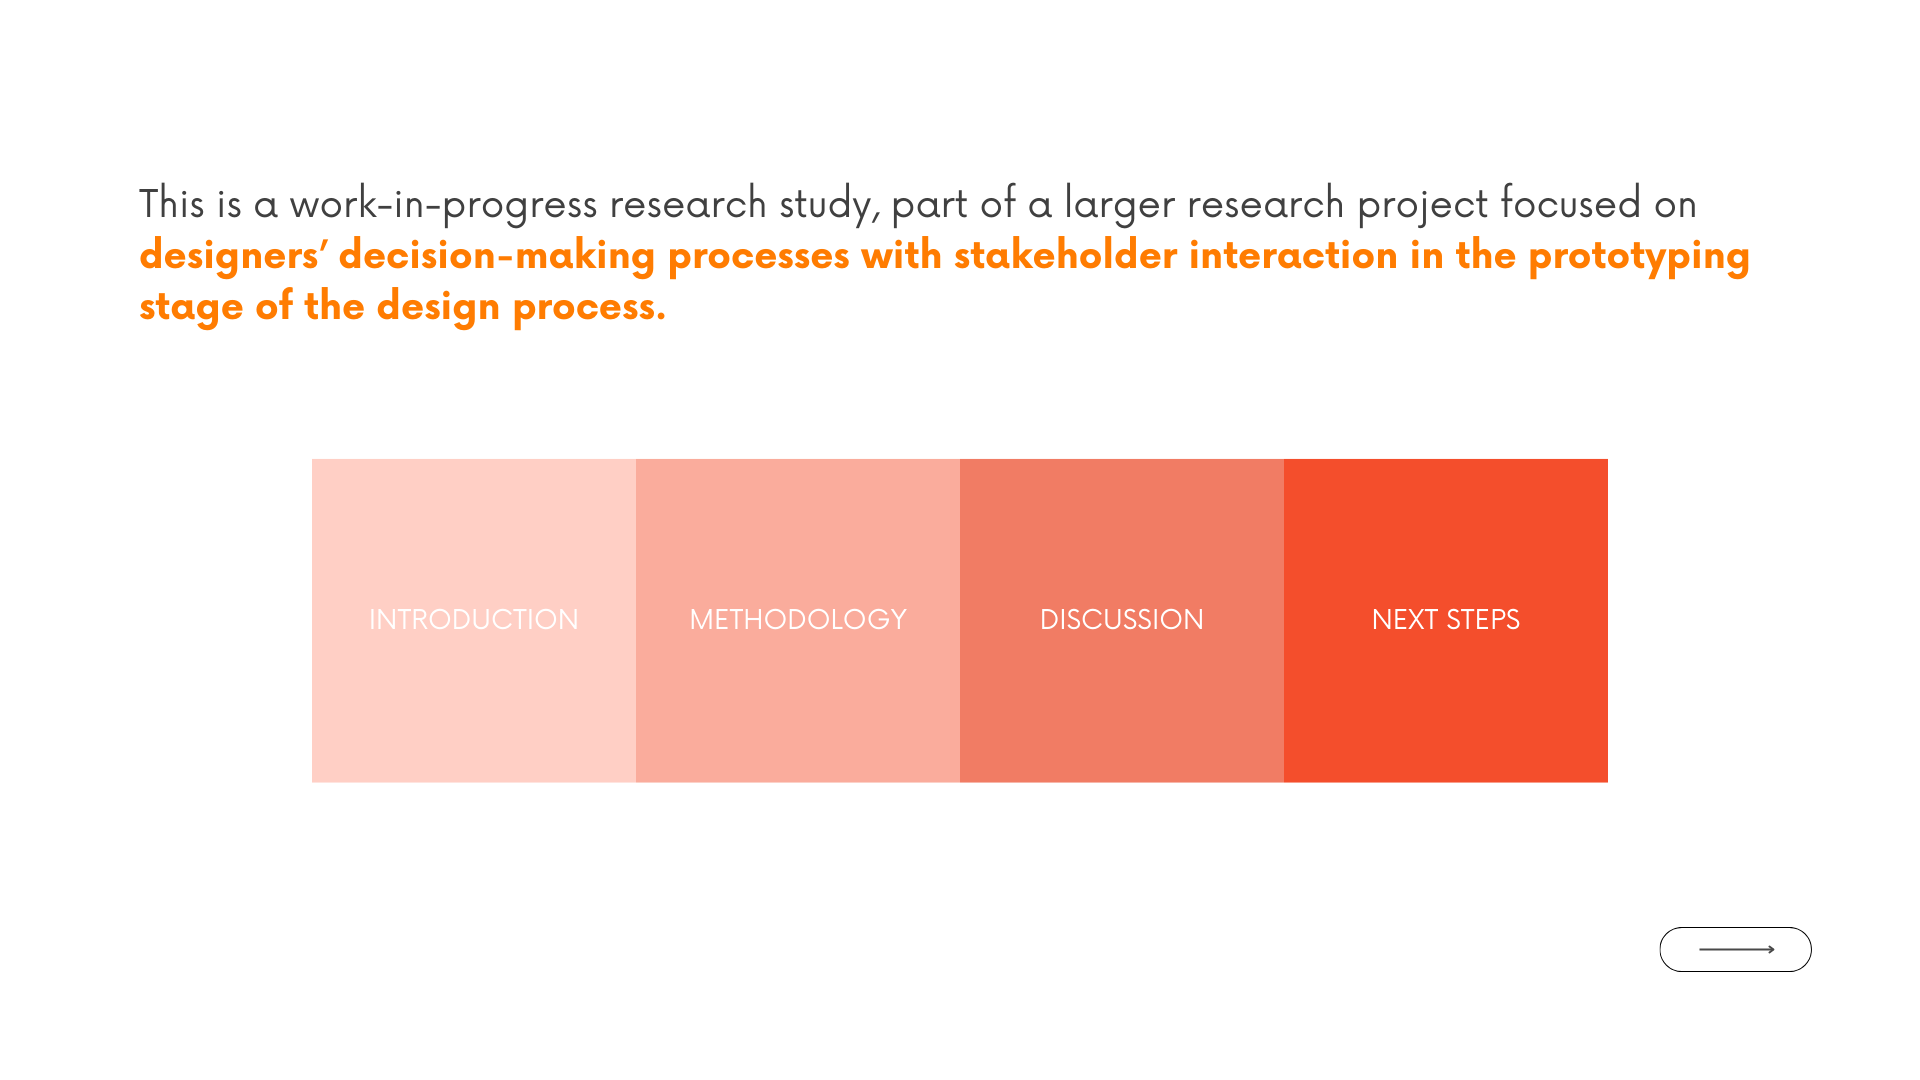 This is a work-in-progress research study, part of a larger research project focused on
designers’ decision-making processes with stakeholder interaction in the prototyping
stage of the design process.
INTRODUCTION
METHODOLOGY
DISCUSSION
NEXT STEPS